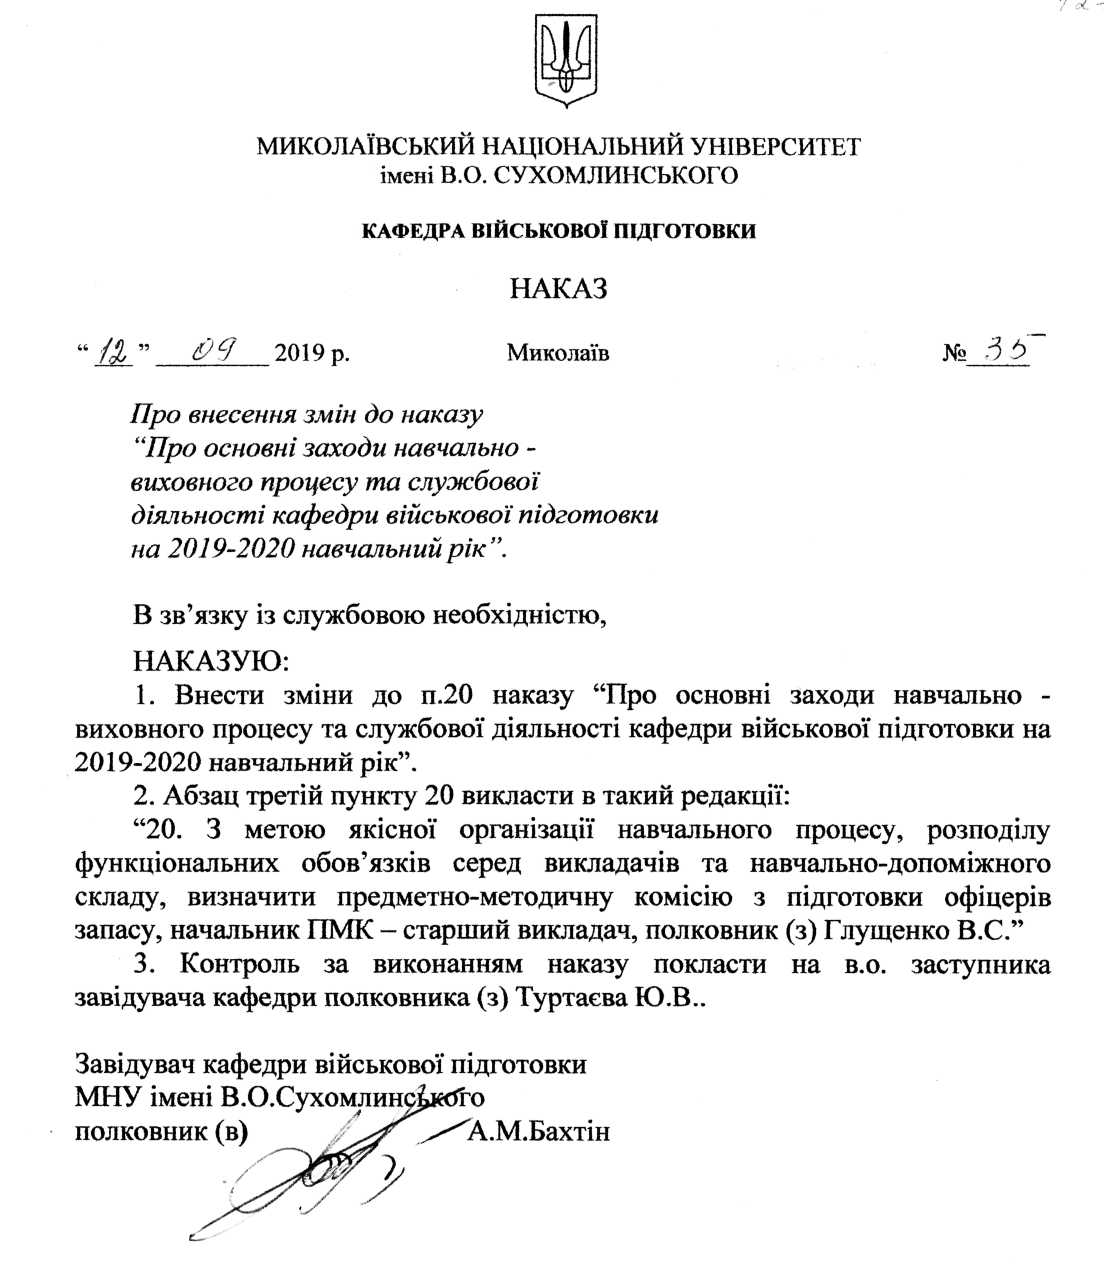 МИКОЛАЇВСЬКИЙ НАЦІОНАЛЬНИЙ УНІВЕРСИТЕТ
імені В.О. СУХОМЛИНСЬКОГО
КАФЕДРА ВІЙСЬКОВОЇ ПІДГОТОВКИ
НАКАЗ
“ 12 ” 09 2019 р. Миколаїв № 35
Про внесення змін до наказу
“Про основні заходи навчально -
виховного процесу та службової
діяльності кафедри військової підготовки
на 2019-2020 навчальний рік”.
В зв’язку із службовою необхідністю,
НАКАЗУЮ:
1. Внести зміни до п.20 наказу “Про основні заходи навчально -
виховного процесу та службової діяльності кафедри військової підготовки на
2019-2020 навчальний рік”.
2. Абзац третій пункту 20 викласти в такий редакції:
“20. З метою якісної організації навчального процесу, розподілу
функціональних обов’язків серед викладачів та навчально-допоміжного
складу, визначити предметно-методичну комісію з підготовки офіцерів
запасу, начальник ПМК – старший викладач, полковник (з) Глущенко В.С.”
3. Контроль за виконанням наказу покласти на в.о. заступника
завідувача кафедри полковника (з) Туртаєва Ю.В..
Завідувач кафедри військової підготовки
МНУ імені В.О.Сухомлинського
полковник (в) А.М.Бахтін